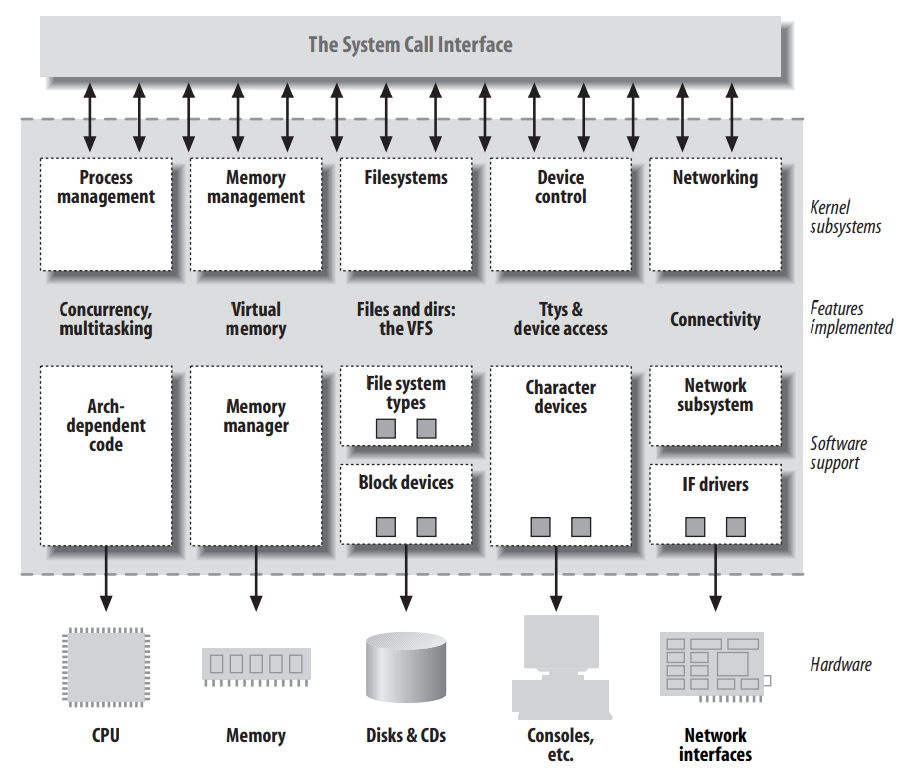 The System Call Interface
Process
management
Memory
management
Filesystems
Device
control
Networking
Kernel
subsystems
Concurrency,
multitasking
Virtual
memory
Files and dirs:
the VFS
Ttys &
device access
Connectivity
Features
implemented
Arch-
dependent
code
Memory
manager
File system
types
Block devices
Character
devices
Network
subsystem
IF drivers
Software
support
Hardware
CPU
Memory
Disks & CDs
Consoles,
etc.
Network
interfaces